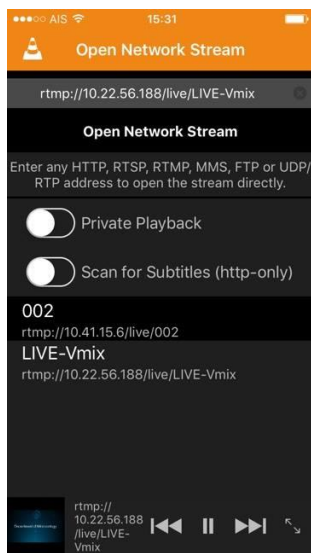 AIS 15:31
Open Network Stream
rtmp://10.22.56.188/live/LIVE-Vmix
Open Network Stream
Enter any HTTP, RTSP, RTMP, MMS, FTP or UDP/
RTP address to open the stream directly.
Private Playback
Scan for Subtitles (http-only)
002
rtmp://10.41.15.6/live/002
LIVE-Vmix
rtmp://10.22.56.188/live/LIVE-Vmix
rtmp://
10.22.56.188
/live/LIVE-
Vmix